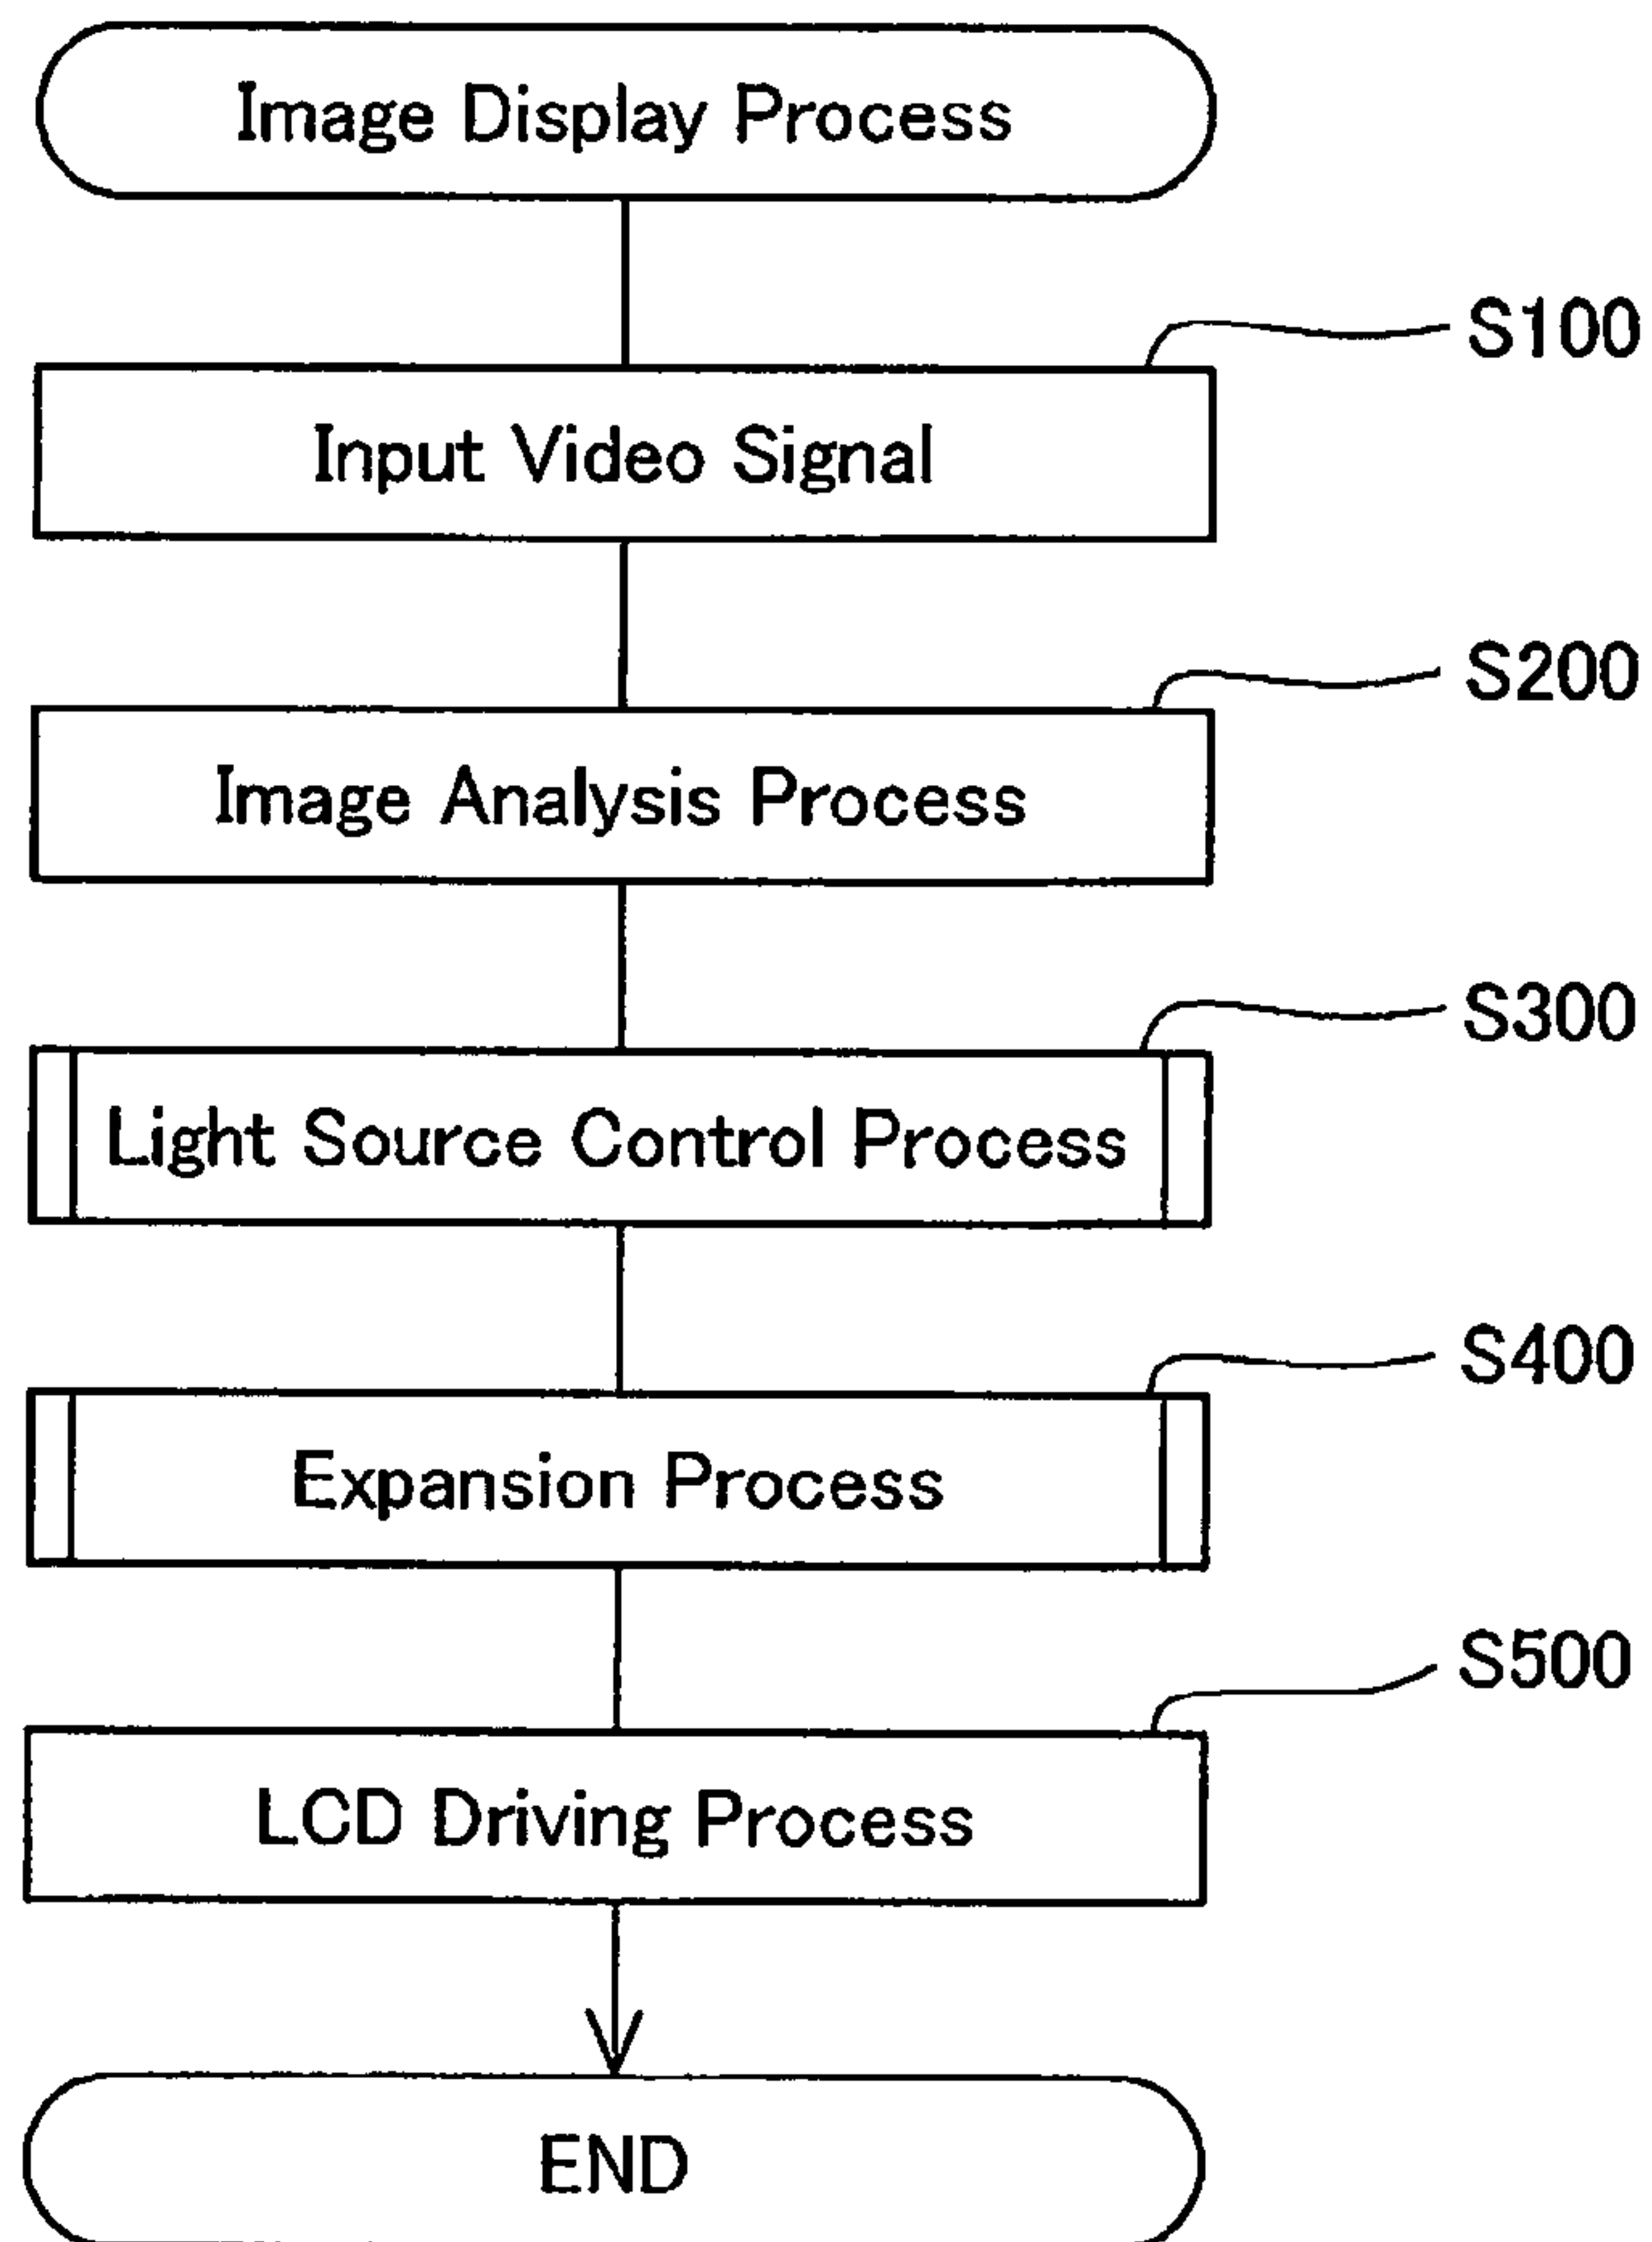 Image Display Process
S100
Input Video Signal
S200
Image Analysis Process
S300
Light Source Control Process
S400
Expansion Process
S500
LCD Driving Process
END